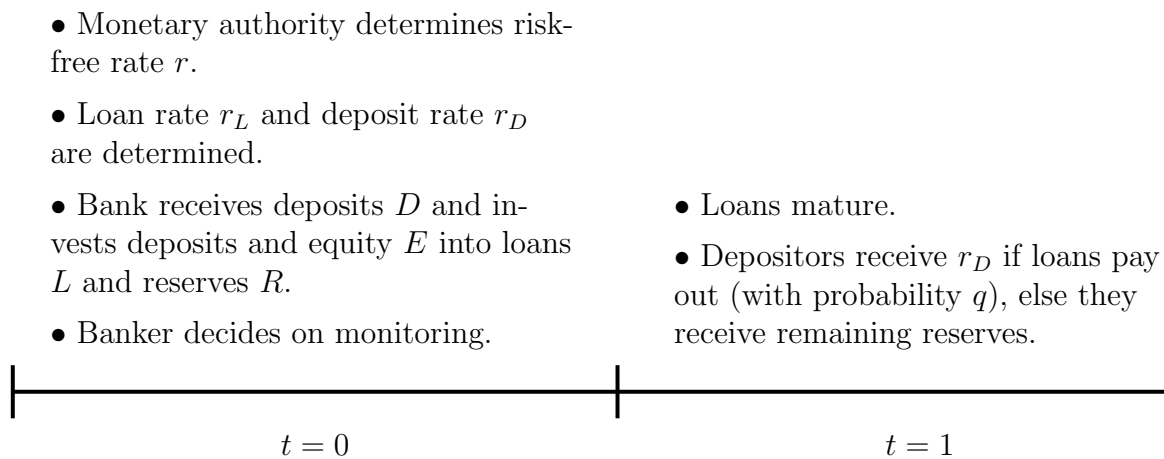 • Monetary authority determines risk-
free rate r.
• Loan rate r_L and deposit rate r_D
are determined.
• Bank receives deposits D and in-
vests deposits and equity E into loans
L and reserves R.
• Banker decides on monitoring.
• Loans mature.
• Depositors receive r_D if loans pay
out (with probability q), else they
receive remaining reserves.
t = 0
t = 1